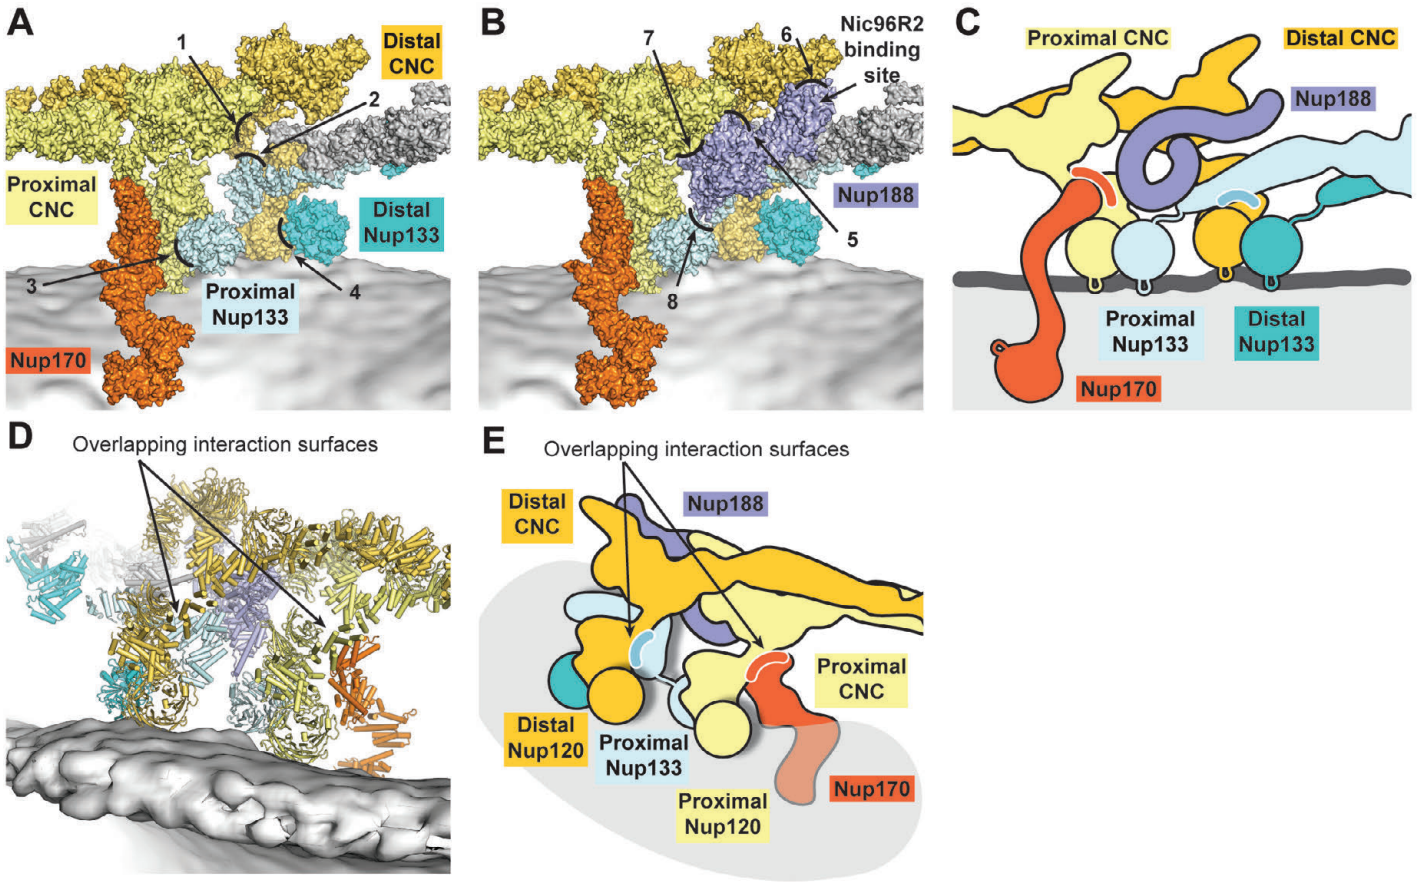 A
1
Distal
CNC
2
Proximal
CNC
Distal
Nup133
3
4
Proximal
Nup133
Nup170
B
7
6
Nic96R2
binding
site
Nup188
5
8
C
Proximal CNC
Distal CNC
Nup188
Proximal
Nup133
Distal
Nup133
Nup170
D
Overlapping interaction surfaces
E
Overlapping interaction surfaces
Distal
CNC
Nup188
Proximal
CNC
Distal
Nup120
Proximal
Nup133
Nup170
Proximal
Nup120